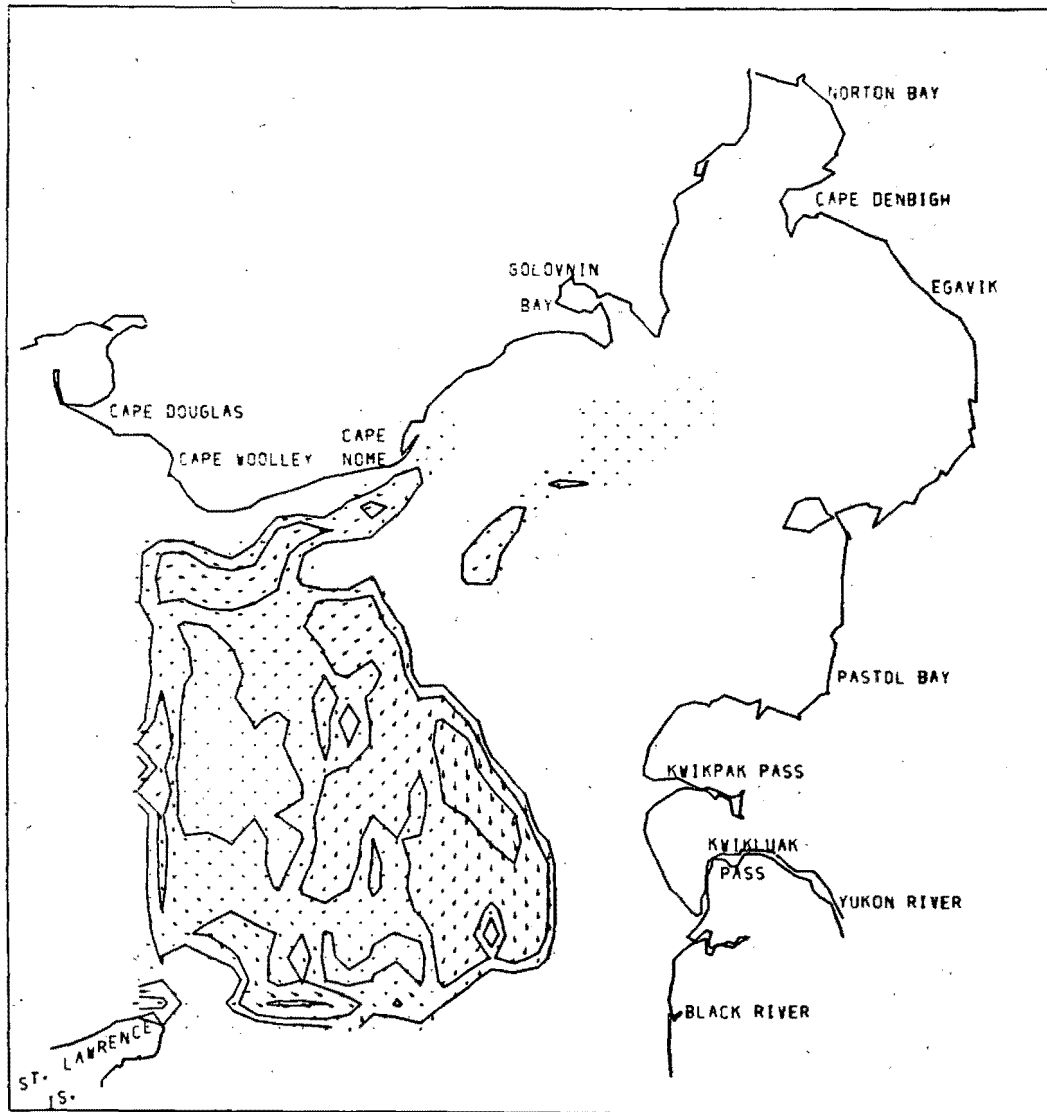 NORTON BAY
CAPE DENBIGH
GOLOVNIN
BAY
EGAVIK
CAPE DOUGLAS
CAPE WOOLLEY
CAPE
NOME
PASTOL BAY
KWIKPAK PASS
KWIKLUAK
PASS
YUKON RIVER
BLACK RIVER
ST. LAWRENCE
IS.